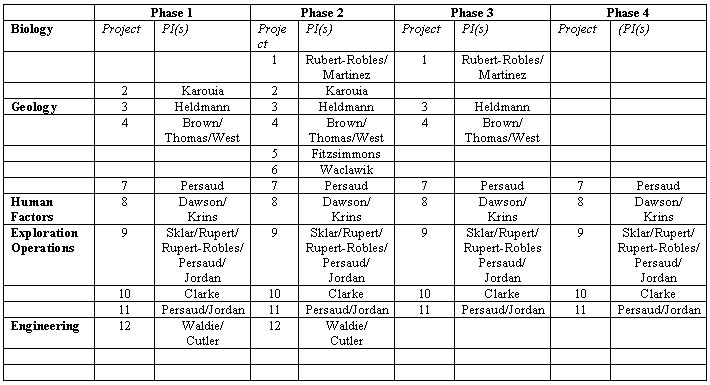 Phase 1 Phase 2 Phase 3 Phase 4
Biology Project PI(s) Proje PI(s) Project PI(s) Project (PI(s)
ct
1 Rubert-Robles/ 1 Rubert-Robles/
Martinez Martinez
2 Karouia 2 Karouia
Geology 3 Heldmann 3 Heldmann 3 Heldmann
4 Brown/ 4 Brown/ 4 Brown/
Thomas/West Thomas/West Thomas/West
5 Fitzsimmons
6 Waclawik
7 Persaud 7 Persaud 7 Persaud 7 Persaud
Human 8 Dawson/ 8 Dawson/ 8 Dawson/ 8 Dawson/
Factors Krins Krins Krins Krins
Exploration 9 Sklar/Rupert/ 9 Sklar/Rupert/ 9 Sklar/Rupert/ 9 Sklar/Rupert/
Operations Rupert-Robles/ Rupert-Robles/ Rupert-Robles Rupert-Robles/
Persaud/ Persaud/ Persaud/ Persaud/
Jordan Jordan Jordan Jordan
10 Clarke 10 Clarke 10 Clarke 10 Clarke
11 Persaud/Jordan 11 Persaud/Jordan 11 Persaud/Jordan 11 Persaud/Jordan
Engineering 12 Waldie/ 12 Waldie/
Cutler Cutler